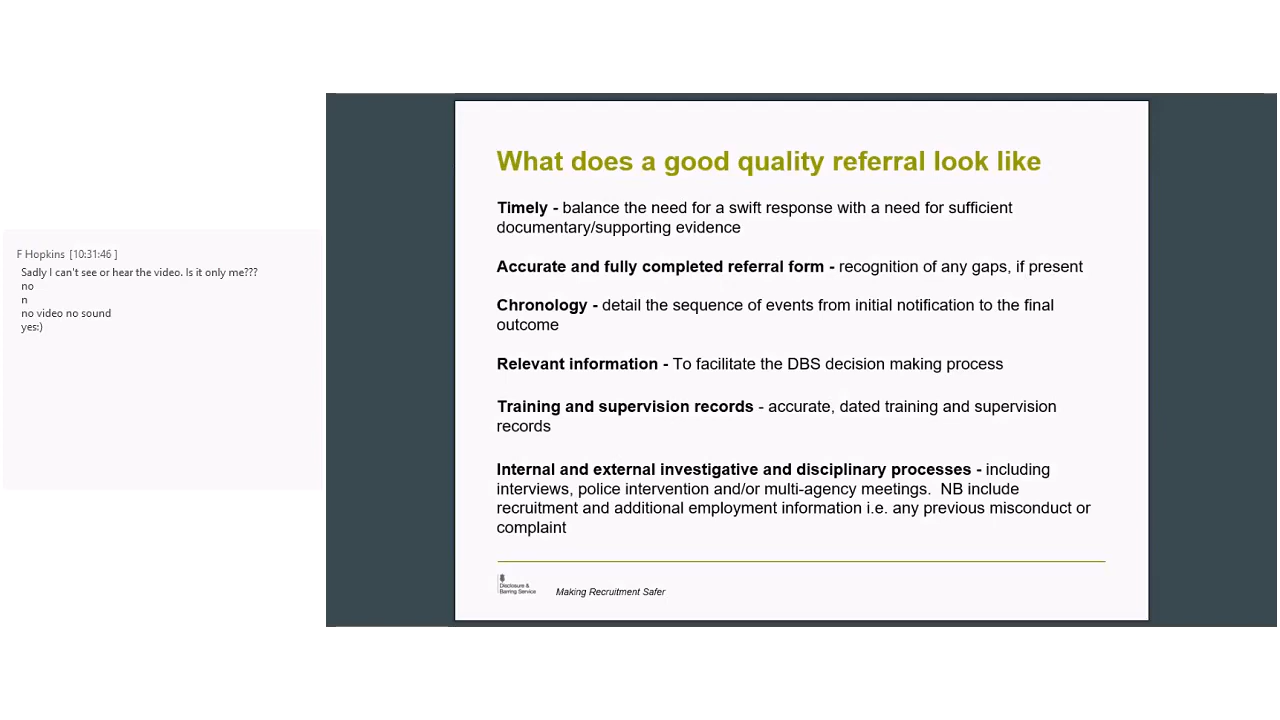 F Hopkins [10:31:46 ]
Sadly I can't see or hear the video. Is it only me???
no
n
no video no sound
yes:)
What does a good quality referral look like
Timely - balance the need for a swift response with a need for sufficient
documentary/supporting evidence
Accurate and fully completed referral form - recognition of any gaps, if present
Chronology - detail the sequence of events from initial notification to the final
outcome
Relevant information - To facilitate the DBS decision making process
Training and supervision records - accurate, dated training and supervision
records
Internal and external investigative and disciplinary processes - including
interviews, police intervention and/or multi-agency meetings.  NB include
recruitment and additional employment information i.e. any previous misconduct or
complaint
Disclosure &
Barring Service
Making Recruitment Safer